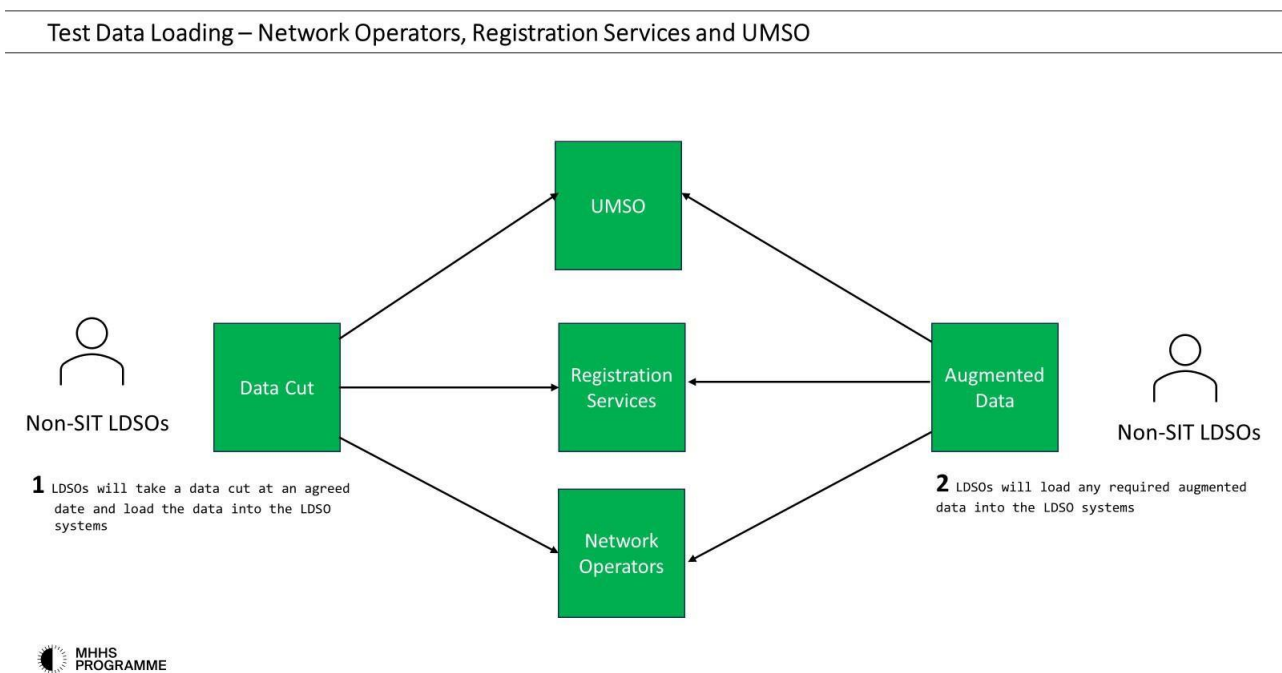 Test Data Loading – Network Operators, Registration Services and UMSO
UMSO
Non-SIT LDSOs
Data Cut
Registration
Services
Augmented
Data
Non-SIT LDSOs
1 LDSOs will take a data cut at an agreed
date and load the data into the LDSO
systems
2 LDSOs will load any required augmented
data into the LDSO systems
Network
Operators
MHHS
PROGRAMME